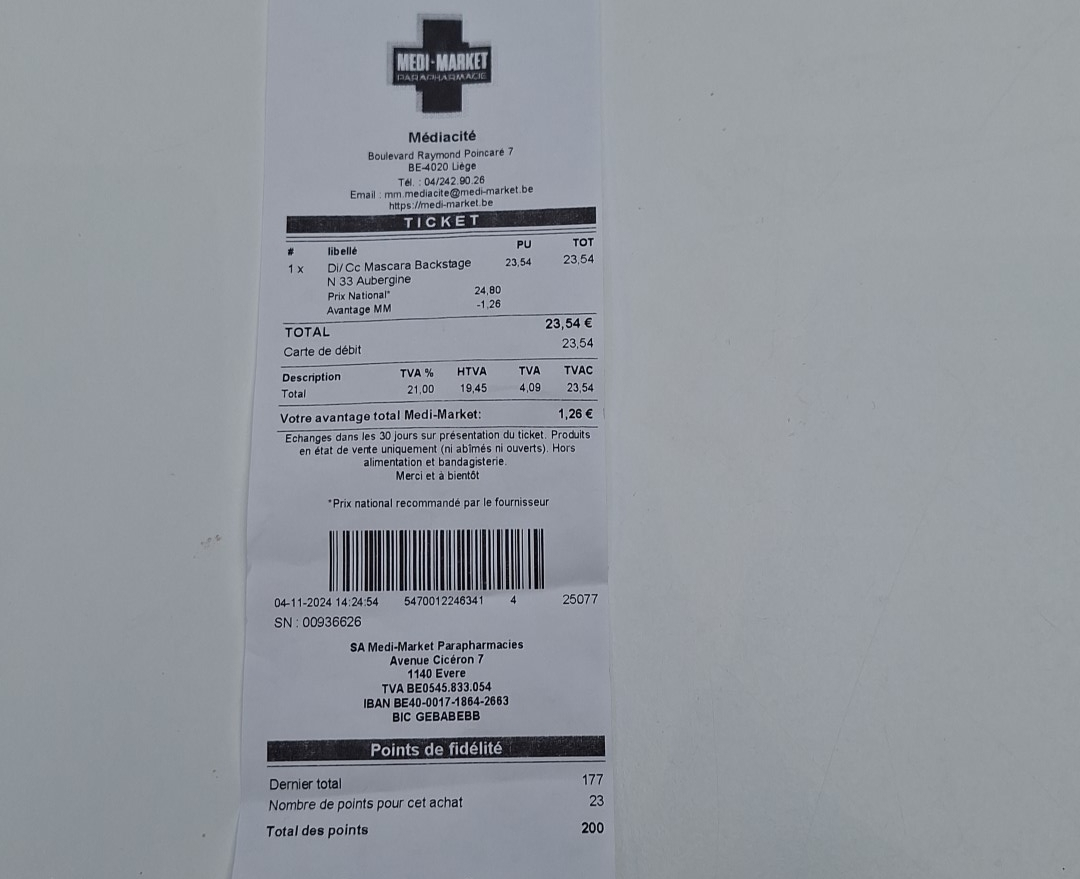 MEDI-MARKET
PARAPHARMACIE
Médiacité
Boulevard Raymond Poincaré 7
BE-4020 Liège
Tél. : 04/242.90.26
Email : mm.mediacite@medi-market.be
https://medi-market.be
TICKET
# libellé PU TOT
1 x Di/Cc Mascara Backstage 23,54 23,54
N 33 Aubergine
Prix National* 24,80
Avantage MM -1,26
TOTAL 23,54 €
Carte de débit 23,54
Description TVA % HTVA TVA TVAC
Total 21,00 19,45 4,09 23,54
Votre avantage total Medi-Market: 1,26 €
Echanges dans les 30 jours sur présentation du ticket. Produits
en état de vente uniquement (ni abîmés ni ouverts). Hors
alimentation et bandagisterie.
Merci et à bientôt
*Prix national recommandé par le fournisseur
04-11-2024 14:24:54 5470012246341 4 25077
SN : 00936626
SA Medi-Market Parapharmacies
Avenue Cicéron 7
1140 Evere
TVA BE0545.833.054
IBAN BE40-0017-1864-2663
BIC GEBABEBB
Points de fidélité
Dernier total 177
Nombre de points pour cet achat 23
Total des points 200